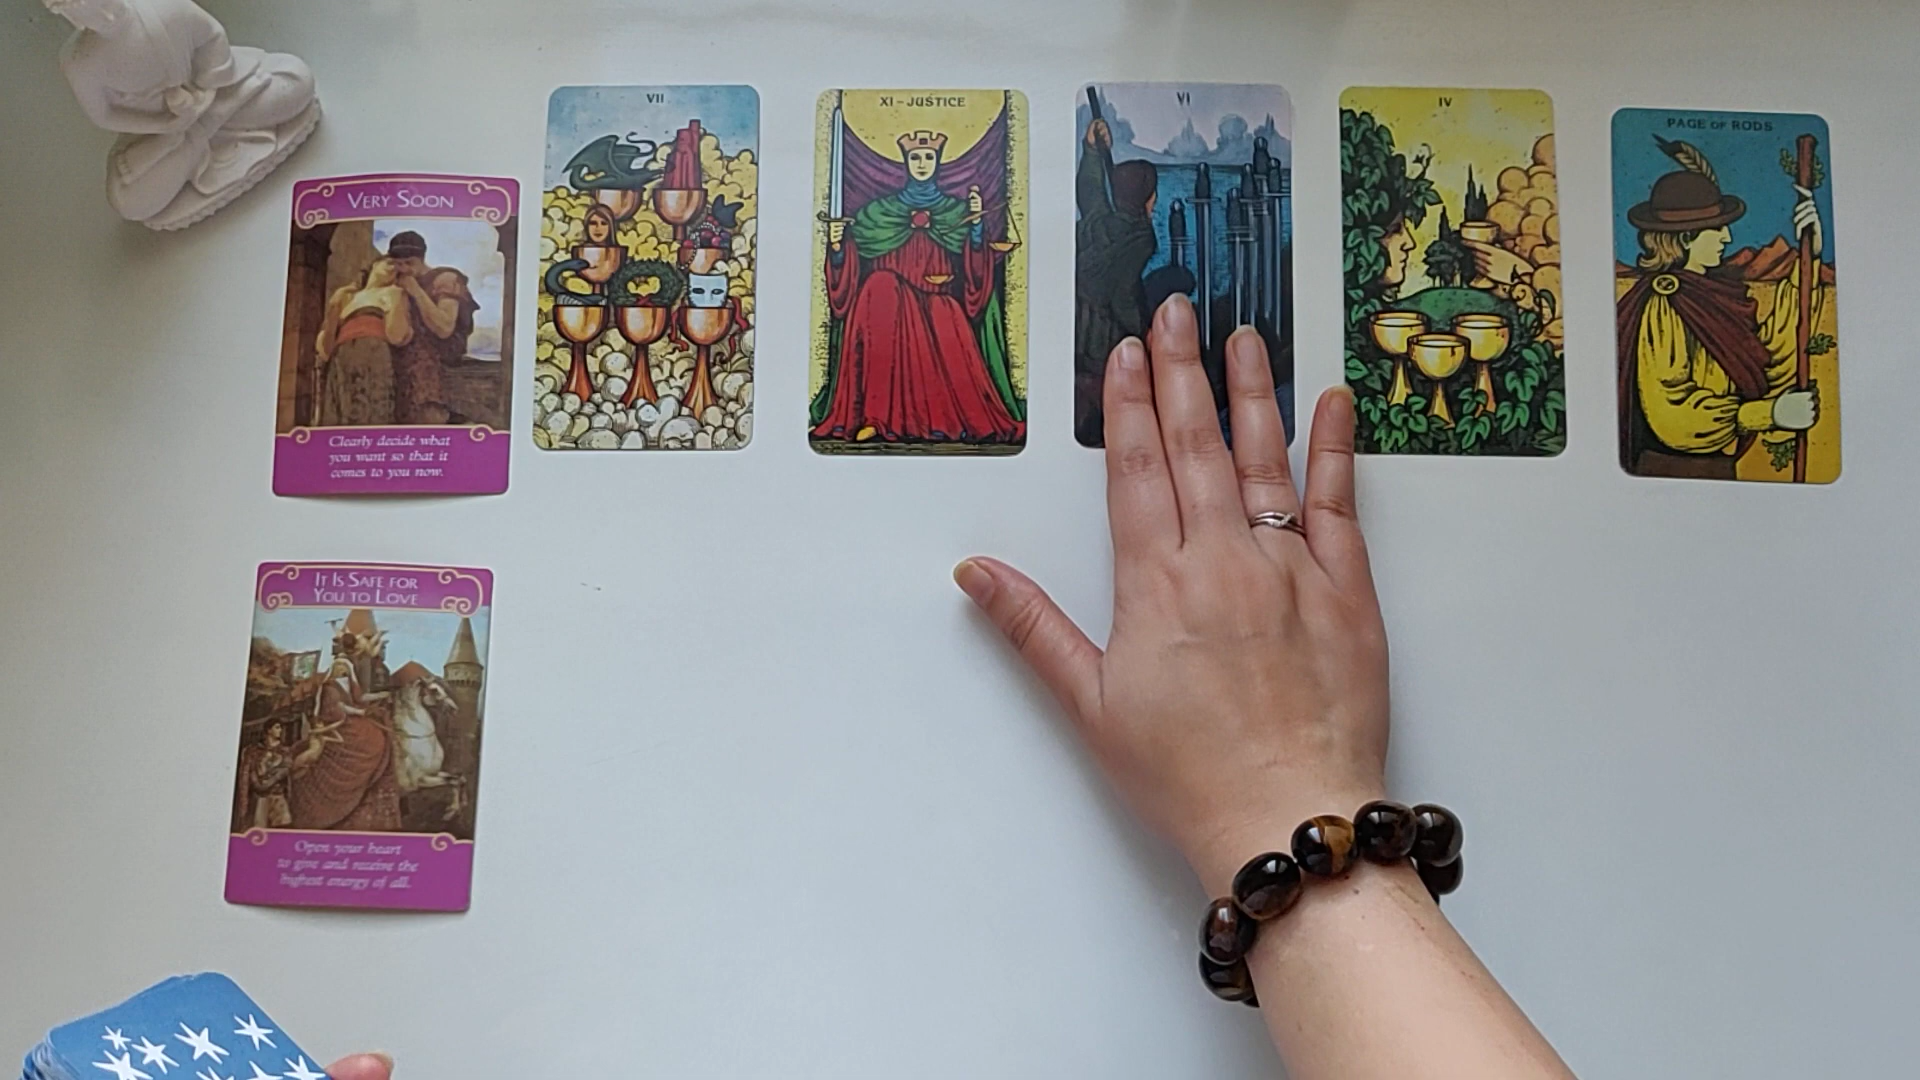 VII
XI – JUSTICE
VI
IV
PAGE OF RODS
VERY SOON
Clearly decide what
you want so that it
comes to you now.
IT IS SAFE FOR
YOU TO LOVE
Open your heart
to give and receive the
highest energy of all.